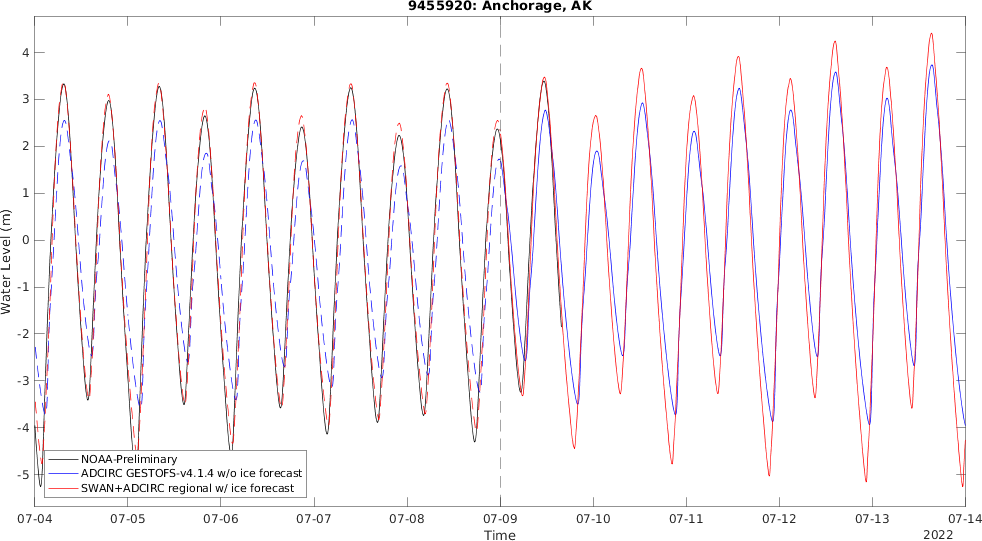 9455920: Anchorage, AK
Water Level (m)
4
3
2
1
0
-1
-2
-3
-4
-5
NOAA-Preliminary
ADCIRC GESTOFS-v4.1.4 w/o ice forecast
SWAN+ADCIRC regional w/ ice forecast
07-04 07-05 07-06 07-07 07-08 07-09 07-10 07-11 07-12 07-13 07-14
Time
2022